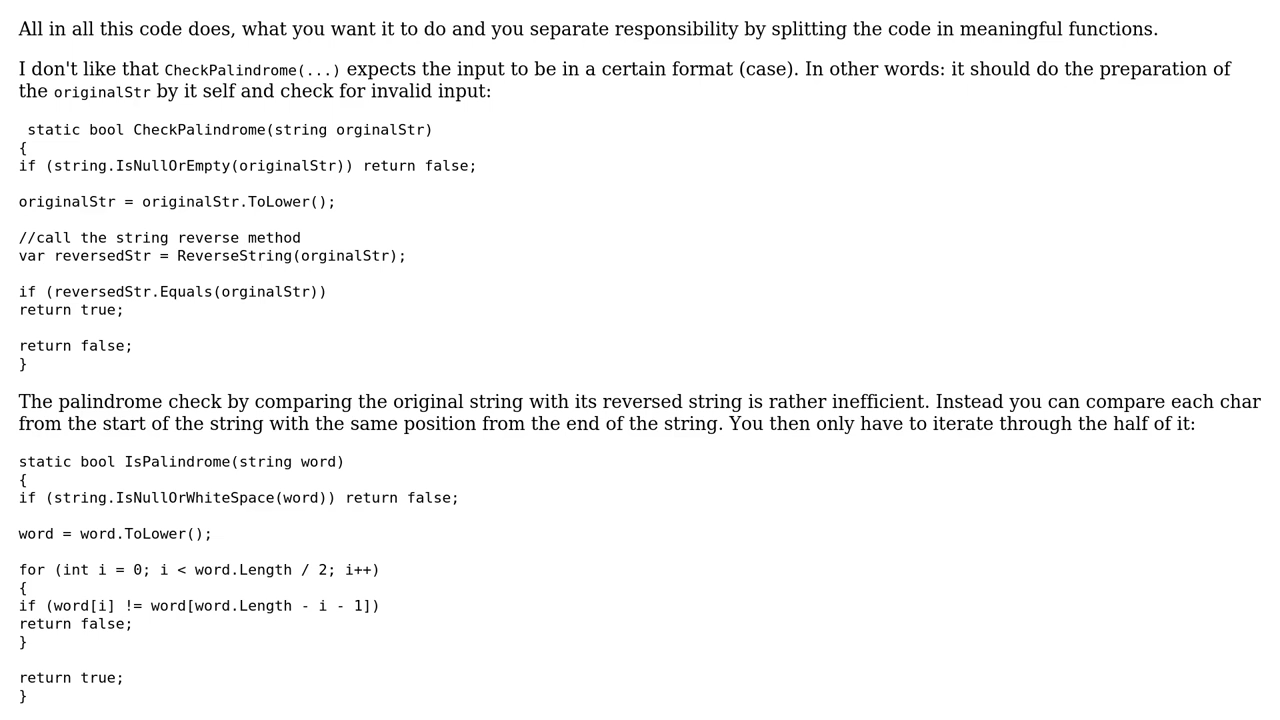 All in all this code does, what you want it to do and you separate responsibility by splitting the code in meaningful functions.
I don't like that CheckPalindrome(...) expects the input to be in a certain format (case). In other words: it should do the preparation of
the originalStr by it self and check for invalid input:
static bool CheckPalindrome(string orginalStr)
{
if (string.IsNullOrEmpty(originalStr)) return false;
originalStr = originalStr.ToLower();
//call the string reverse method
var reversedStr = ReverseString(orginalStr);
if (reversedStr.Equals(orginalStr))
return true;
return false;
}
The palindrome check by comparing the original string with its reversed string is rather inefficient. Instead you can compare each char
from the start of the string with the same position from the end of the string. You then only have to iterate through the half of it:
static bool IsPalindrome(string word)
{
if (string.IsNullOrWhiteSpace(word)) return false;
word = word.ToLower();
for (int i = 0; i < word.Length / 2; i++)
{
if (word[i] != word[word.Length - i - 1])
return false;
}
return true;
}